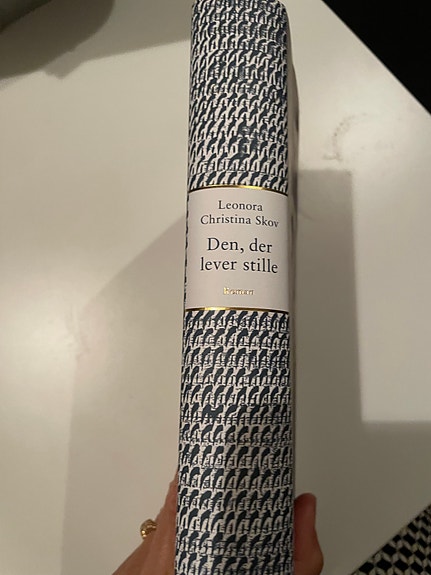 Leonora
Christina Skov
Den, der
lever stille
Roman